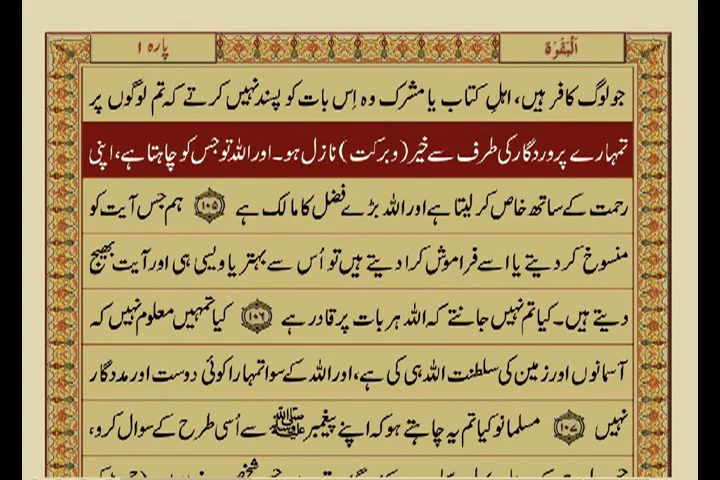 اَلْبَقَرَة
پارہ ۱
جو لوگ کافر ہیں، اہلِ کتاب یا مشرک وہ اِس بات کو پسند نہیں کرتے کہ تم لوگوں پر
تمہارے پروردگار کی طرف سے خیر (وبرکت) نازل ہو۔ اور اللہ تو جس کو چاہتا ہے، اپنی
رحمت کے ساتھ خاص کر لیتا ہے اور اللہ بڑے فضل کا مالک ہے ۱۰۵ ہم جس آیت کو
منسوخ کر دیتے یا اسے فراموش کرا دیتے ہیں تو اُس سے بہتر یا ویسی ہی اور آیت بھیج
دیتے ہیں۔ کیا تم نہیں جانتے کہ اللہ ہر بات پر قادر ہے ۱۰۶ کیا تمہیں معلوم نہیں کہ
آسمانوں اور زمین کی سلطنت اللہ ہی کی ہے، اور اللہ کے سوا تمہارا کوئی دوست اور مددگار
نہیں ۱۰۷ مسلمانو کیا تم یہ چاہتے ہو کہ اپنے پیغمبر ﷺ سے اُسی طرح کے سوال کرو،